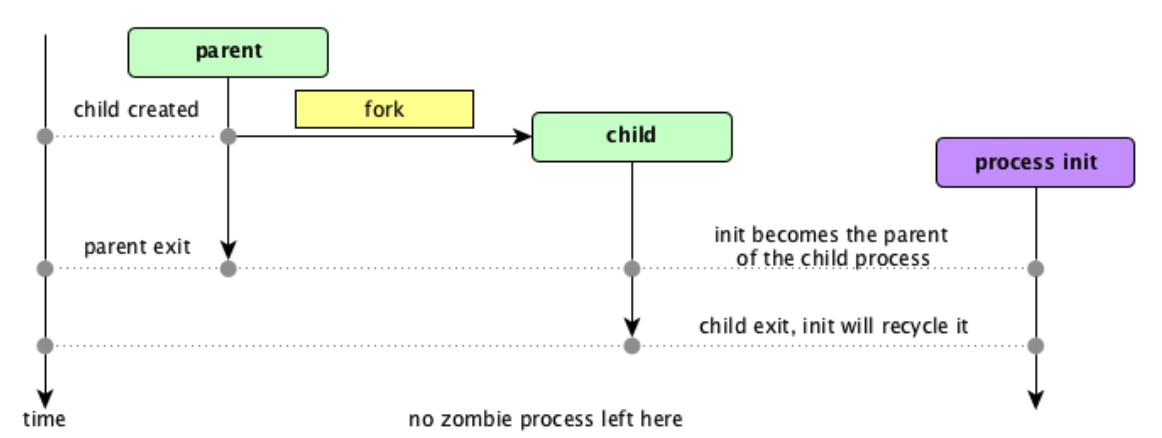 parent
child created
fork
child
process init
parent exit
init becomes the parent
of the child process
child exit, init will recycle it
time
no zombie process left here